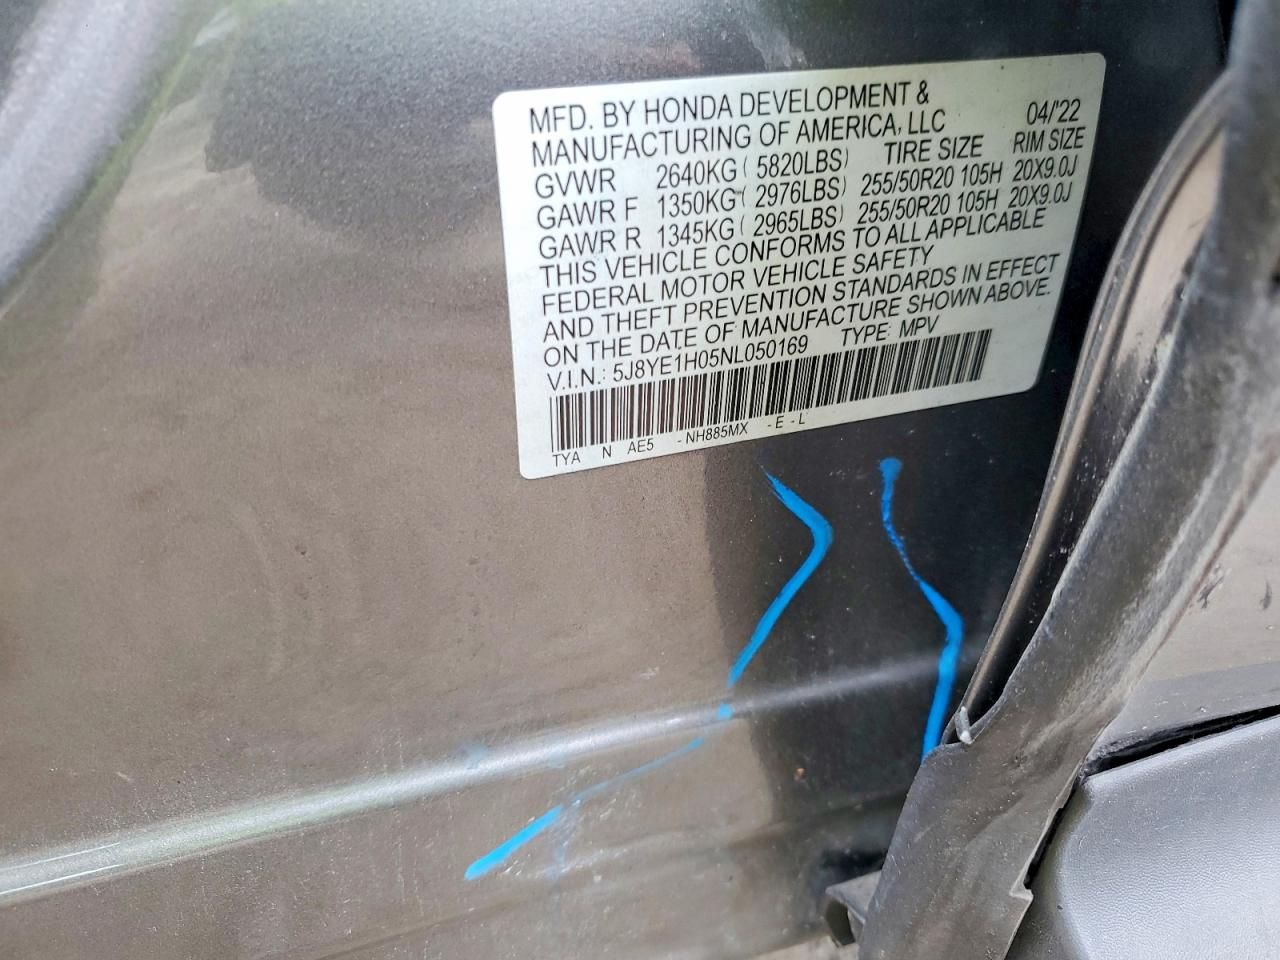 MFD. BY HONDA DEVELOPMENT &
MANUFACTURING OF AMERICA, LLC 04/'22
GVWR 2640KG ( 5820LBS) TIRE SIZE RIM SIZE
GAWR F 1350KG ( 2976LBS) 255/50R20 105H 20X9.0J
GAWR R 1345KG ( 2965LBS) 255/50R20 105H 20X9.0J
THIS VEHICLE CONFORMS TO ALL APPLICABLE
FEDERAL MOTOR VEHICLE SAFETY
AND THEFT PREVENTION STANDARDS IN EFFECT
ON THE DATE OF MANUFACTURE SHOWN ABOVE.
V.I.N.: 5J8YE1H05NL050169 TYPE: MPV
TYA N AE5 - NH885MX - E - L